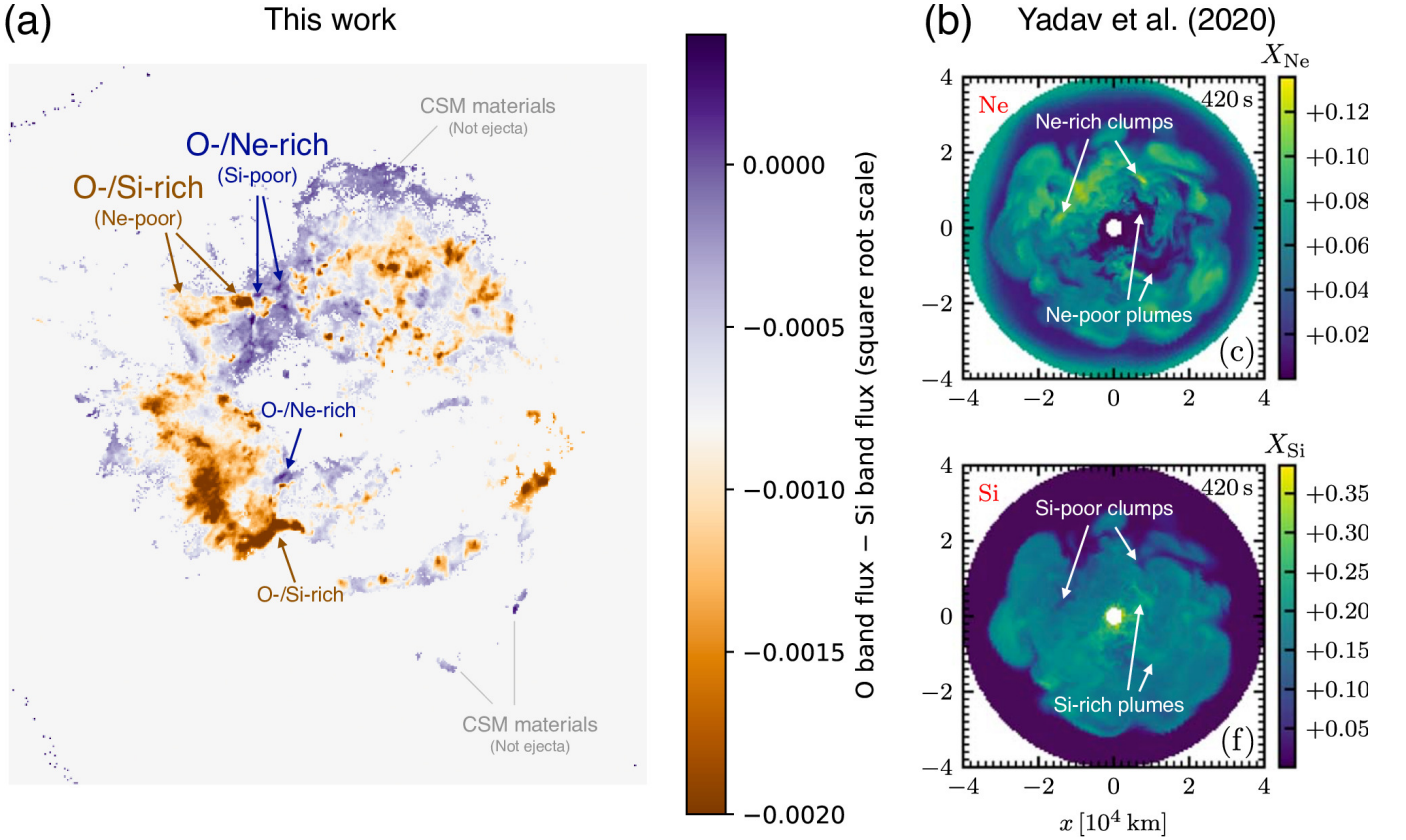 (a)
This work
CSM materials
(Not ejecta)
O-/Ne-rich
(Si-poor)
O-/Si-rich
(Ne-poor)
O-/Ne-rich
O-/Si-rich
CSM materials
(Not ejecta)
0.0000
−0.0005
−0.0010
−0.0015
−0.0020
O band flux − Si band flux (square root scale)
(b)
Yadav et al. (2020)
X_Ne
Ne
420 s
Ne-rich clumps
Ne-poor plumes
(c)
4
2
0
−2
−4
−4 −2 0 2 4
+0.12
+0.10
+0.08
+0.06
+0.04
+0.02
X_Si
Si
420 s
Si-poor clumps
Si-rich plumes
(f)
4
2
0
−2
−4
−4 −2 0 2 4
x [10⁴ km]
+0.35
+0.30
+0.25
+0.20
+0.15
+0.10
+0.05